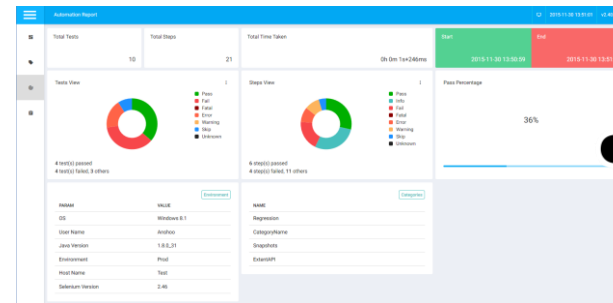 Automation Report
2015-11-30 13:51:01
v2.46
Total Tests
10
Total Steps
21
Total Time Taken
0h 0m 1s+246ms
Start
2015-11-30 13:50:59
End
2015-11-30 13:51
Tests View
Pass
Fail
Fatal
Error
Warning
Skip
Unknown
4 test(s) passed
4 test(s) failed, 3 others
Steps View
Pass
Info
Fail
Fatal
Error
Warning
Skip
Unknown
6 step(s) passed
4 step(s) failed, 11 others
Pass Percentage
36%
Environment
PARAM VALUE
OS Windows 8.1
User Name Anshoo
Java Version 1.8.0_31
Environment Prod
Host Name Test
Selenium Version 2.46
Categories
NAME
Regression
CategoryName
Snapshots
ExtentAPI